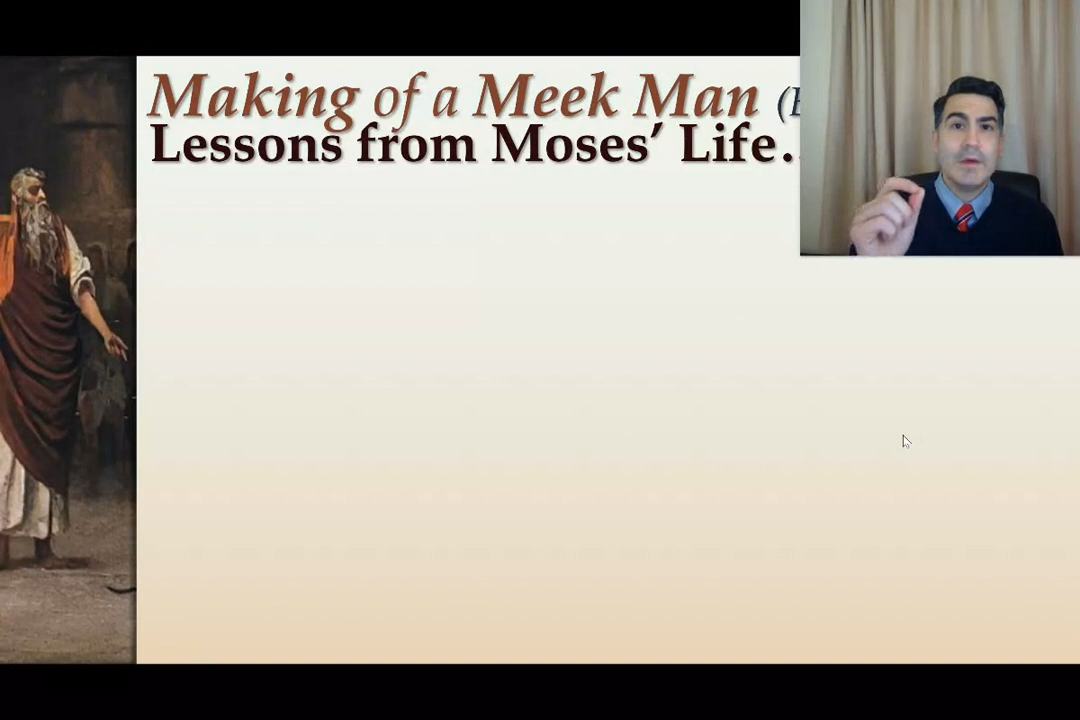 Making of a Meek Man (E
Lessons from Moses’ Life…